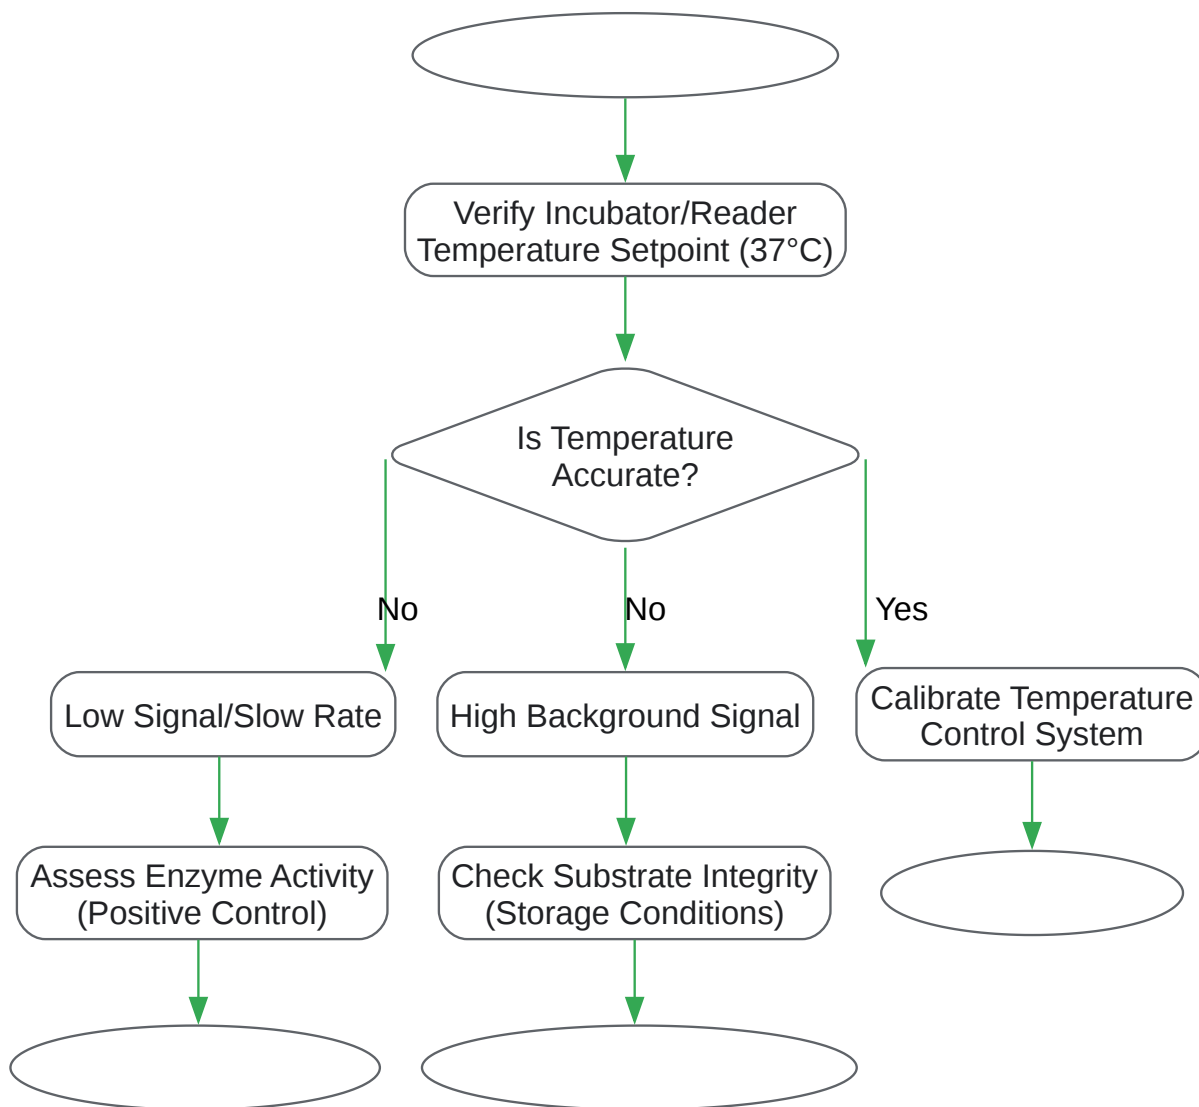 Verify Incubator/Reader
Temperature Setpoint (37°C)
Is Temperature
Accurate?
No
No
Yes
Low Signal/Slow Rate
High Background Signal
Calibrate Temperature
Control System
Assess Enzyme Activity
(Positive Control)
Check Substrate Integrity
(Storage Conditions)